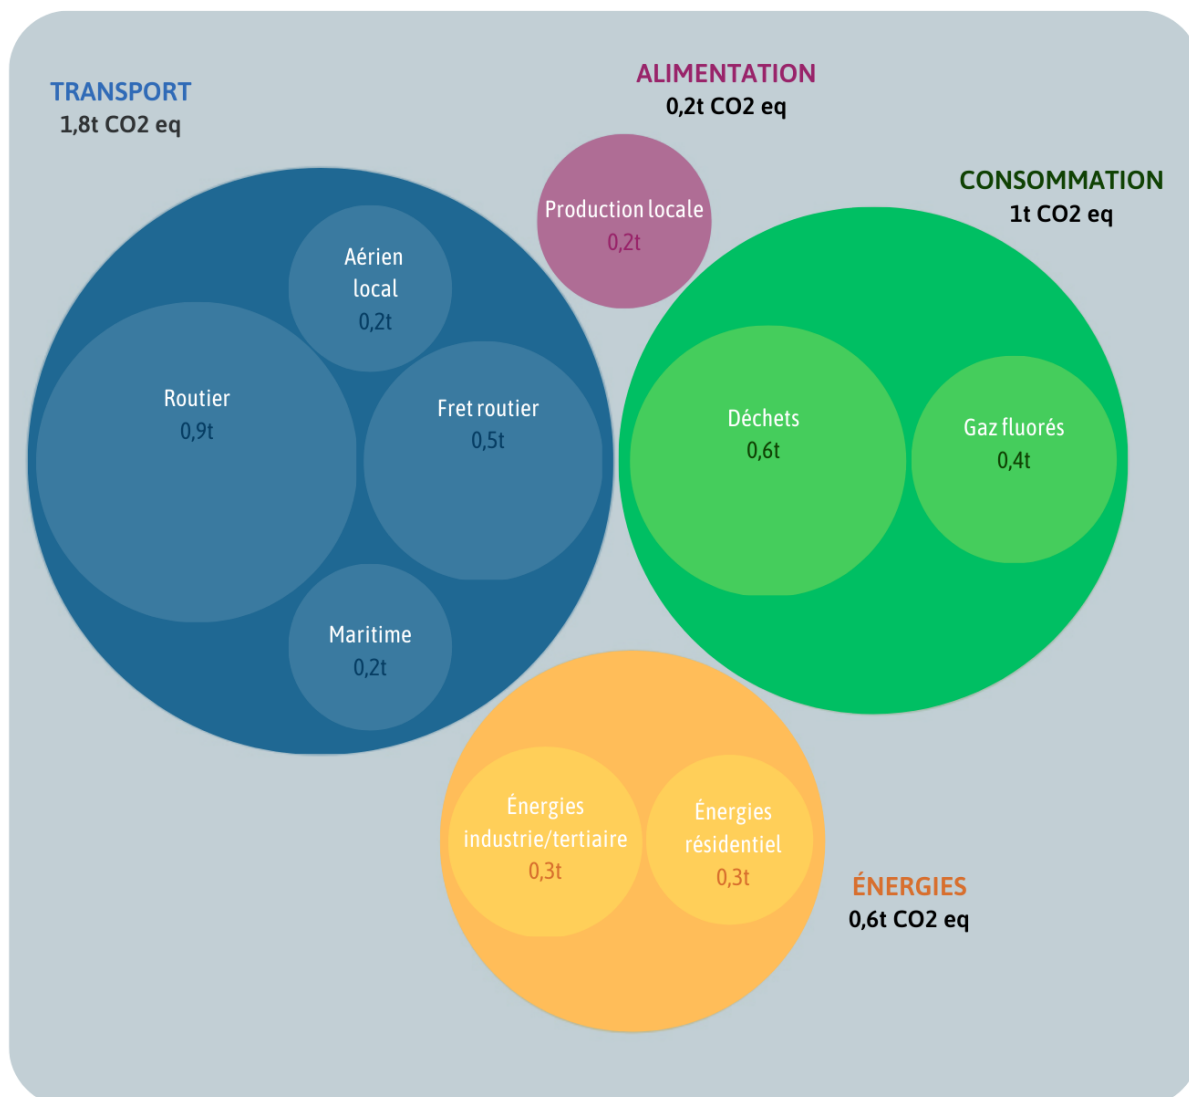 TRANSPORT
1,8t CO2 eq
ALIMENTATION
0,2t CO2 eq
CONSOMMATION
1t CO2 eq
Production locale
0,2t
Aérien
local
0,2t
Routier
0,9t
Fret routier
0,5t
Maritime
0,2t
Déchets
0,6t
Gaz fluorés
0,4t
Énergies
industrie/tertiaire
0,3t
Énergies
résidentiel
0,3t
ÉNERGIES
0,6t CO2 eq